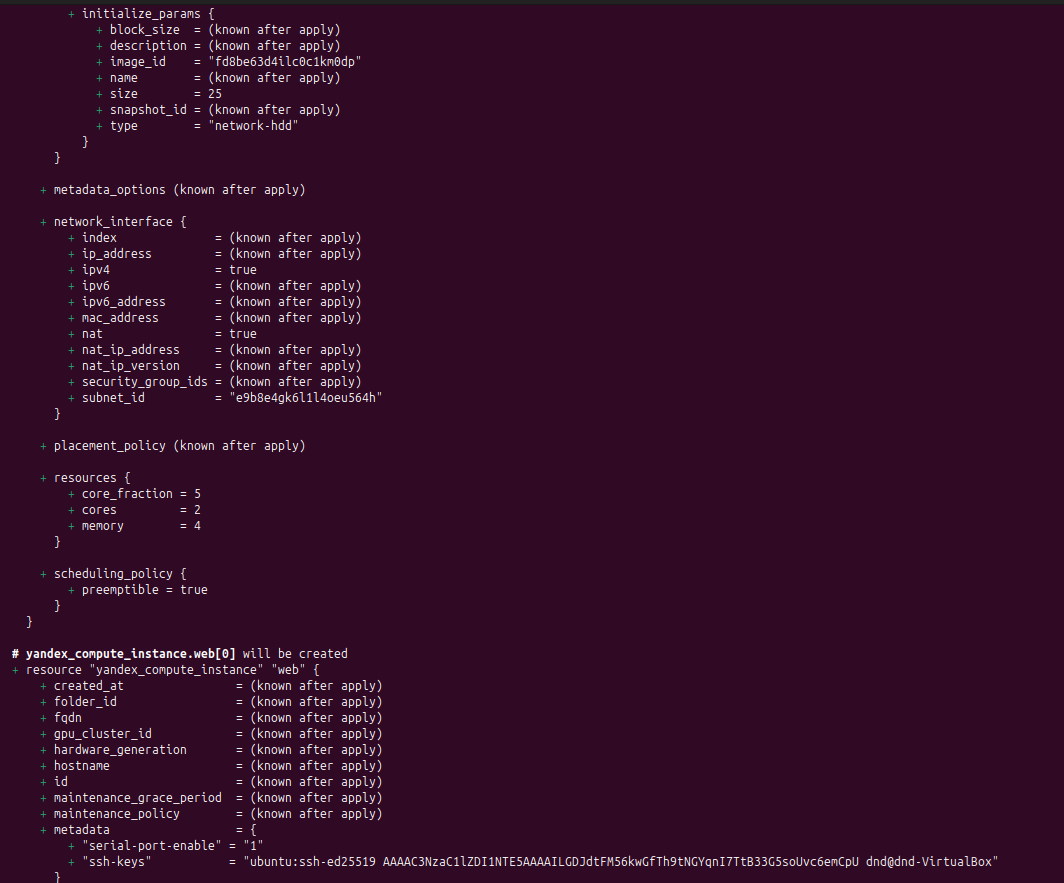 + initialize_params {
+ block_size = (known after apply)
+ description = (known after apply)
+ image_id = "fd8be63d4ilc0c1km0dp"
+ name = (known after apply)
+ size = 25
+ snapshot_id = (known after apply)
+ type = "network-hdd"
}
}
+ metadata_options (known after apply)
+ network_interface {
+ index = (known after apply)
+ ip_address = (known after apply)
+ ipv4 = true
+ ipv6 = (known after apply)
+ ipv6_address = (known after apply)
+ mac_address = (known after apply)
+ nat = true
+ nat_ip_address = (known after apply)
+ nat_ip_version = (known after apply)
+ security_group_ids = (known after apply)
+ subnet_id = "e9b8e4gk6l1l4oeu564h"
}
+ placement_policy (known after apply)
+ resources {
+ core_fraction = 5
+ cores = 2
+ memory = 4
}
+ scheduling_policy {
+ preemptible = true
}
}
# yandex_compute_instance.web[0] will be created
+ resource "yandex_compute_instance" "web" {
+ created_at = (known after apply)
+ folder_id = (known after apply)
+ fqdn = (known after apply)
+ gpu_cluster_id = (known after apply)
+ hardware_generation = (known after apply)
+ hostname = (known after apply)
+ id = (known after apply)
+ maintenance_grace_period = (known after apply)
+ maintenance_policy = (known after apply)
+ metadata = {
+ "serial-port-enable" = "1"
+ "ssh-keys" = "ubuntu:ssh-ed25519 AAAAC3NzaC1lZDI1NTE5AAAAILGDJdtFM56kwGfTh9tNGYqnI7TtB33G5soUvc6emCpU dnd@dnd-VirtualBox"
}